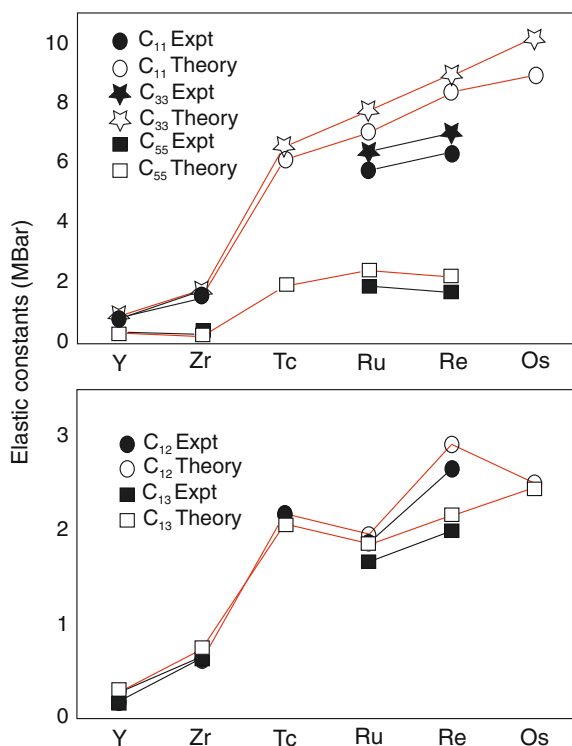 Elastic constants (MBar)
10
8
6
4
2
0
C11 Expt
C11 Theory
C33 Expt
C33 Theory
C55 Expt
C55 Theory
Y Zr Tc Ru Re Os
3
2
1
0
C12 Expt
C12 Theory
C13 Expt
C13 Theory
Y Zr Tc Ru Re Os